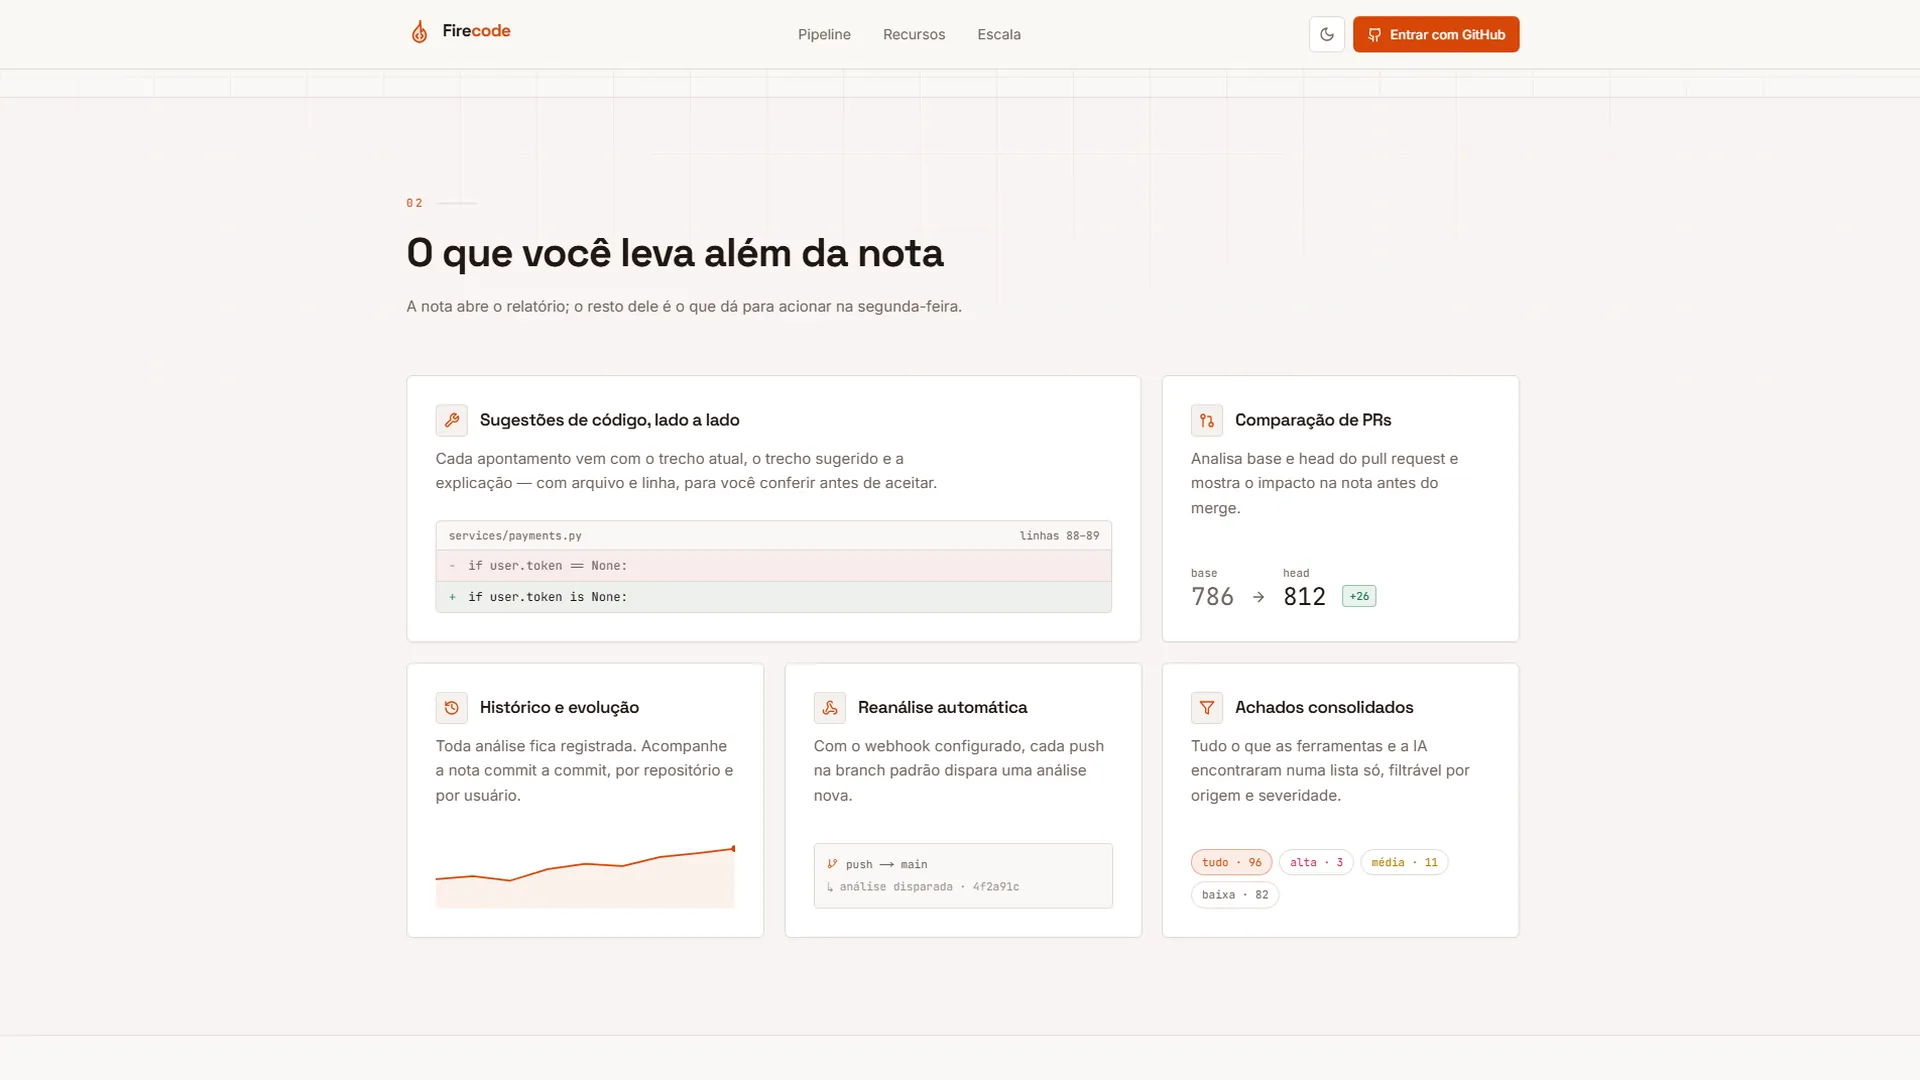 Firecode
Pipeline
Recursos
Escala
Entrar com GitHub
02
O que você leva além da nota
A nota abre o relatório; o resto dele é o que dá para acionar na segunda-feira.
Sugestões de código, lado a lado
Cada apontamento vem com o trecho atual, o trecho sugerido e a
explicação — com arquivo e linha, para você conferir antes de aceitar.
services/payments.py
linhas 88–89
- if user.token == None:
+ if user.token is None:
Comparação de PRs
Analisa base e head do pull request e
mostra o impacto na nota antes do
merge.
base
head
786 → 812 +26
Histórico e evolução
Toda análise fica registrada. Acompanhe
a nota commit a commit, por repositório e
por usuário.
Reanálise automática
Com o webhook configurado, cada push
na branch padrão dispara uma análise
nova.
push ⟶ main
↳ análise disparada · 4f2a91c
Achados consolidados
Tudo o que as ferramentas e a IA
encontraram numa lista só, filtrável por
origem e severidade.
tudo · 96
alta · 3
média · 11
baixa · 82